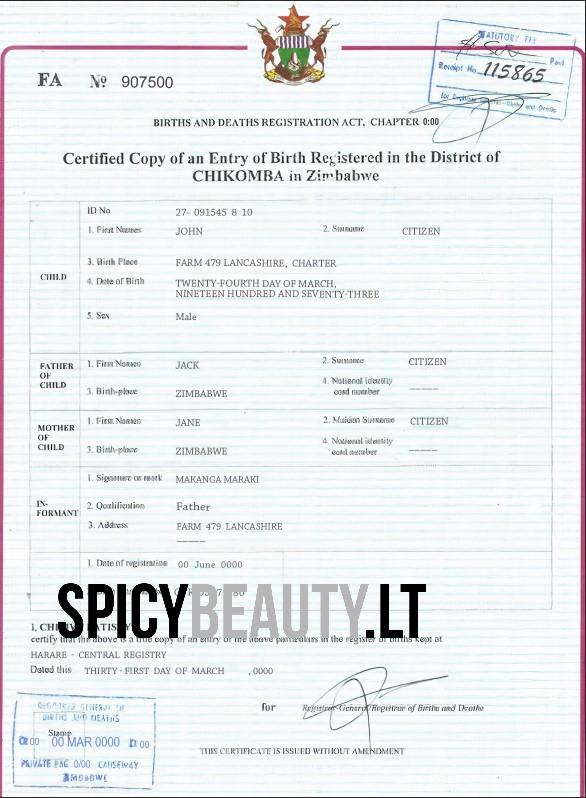 STATUTORY FEE
Paid
Receipt No. 115865
for Registrar Births and Deaths
FA № 907500
BIRTHS AND DEATHS REGISTRATION ACT, CHAPTER 0:00
Certified Copy of an Entry of Birth Registered in the District of
CHIKOMBA in Zimbabwe
CHILD
ID No 27- 091545 8 10
1. First Names JOHN 2. Surname CITIZEN
3. Birth Place FARM 479 LANCASHIRE, CHARTER
4. Date of Birth TWENTY-FOURTH DAY OF MARCH,
NINETEEN HUNDRED AND SEVENTY-THREE
5. Sex Male
FATHER OF CHILD
1. First Names JACK 2. Surname CITIZEN
3. Birth-place ZIMBABWE 4. National identity card number -----
MOTHER OF CHILD
1. First Names JANE 2. Maiden Surname CITIZEN
3. Birth-place ZIMBABWE 4. National identity card number -----
IN-FORMANT
1. Signature or mark MAKANGA MARAKI
2. Qualification Father
3. Address FARM 479 LANCASHIRE
-----
1. Date of registration 00 June 0000
SPICYBEAUTY.LT
certify that the above is a true copy of an entry of the above particulars in the register of births kept at
HARARE - CENTRAL REGISTRY
Dated this THIRTY-FIRST DAY OF MARCH ,0000
for Registrar-General/Registrar of Births and Deaths
REGISTRAR GENERAL OF
BIRTHS AND DEATHS
Stamp
00 MAR 0000
PRIVATE BAG 0/00 CAUSEWAY
ZIMBABWE
THIS CERTIFICATE IS ISSUED WITHOUT AMENDMENT